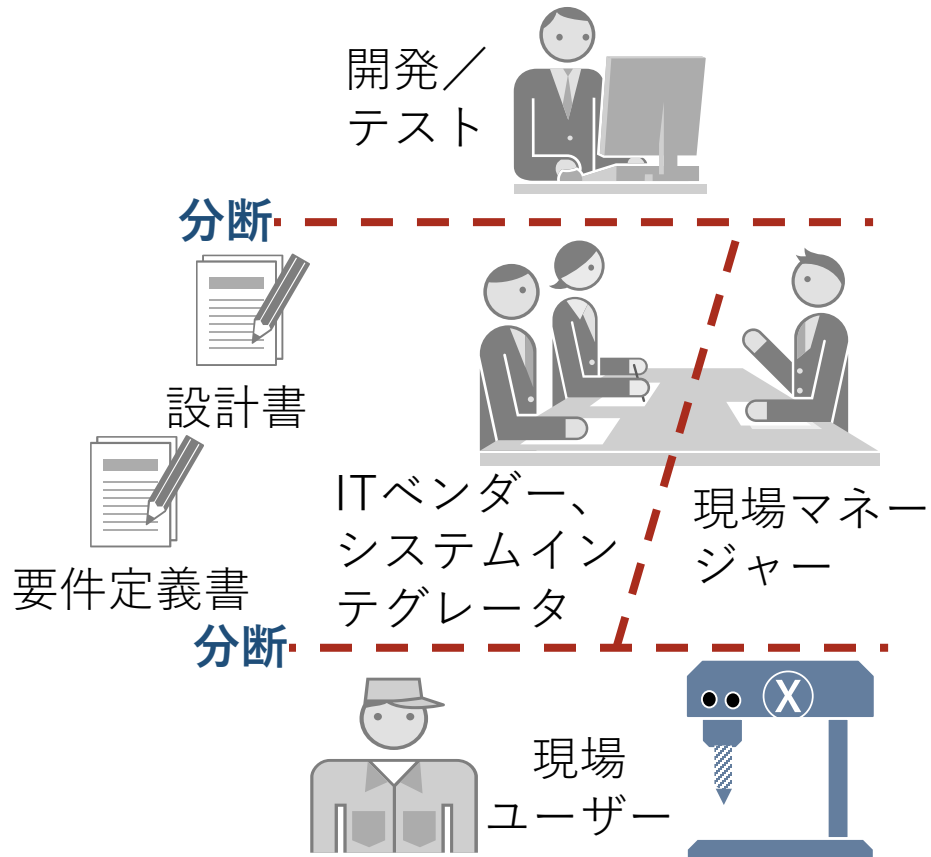 開発／
テスト
分断
設計書
要件定義書
ITベンダー、
システムイン
テグレータ
現場マネー
ジャー
分断
現場
ユーザー
X